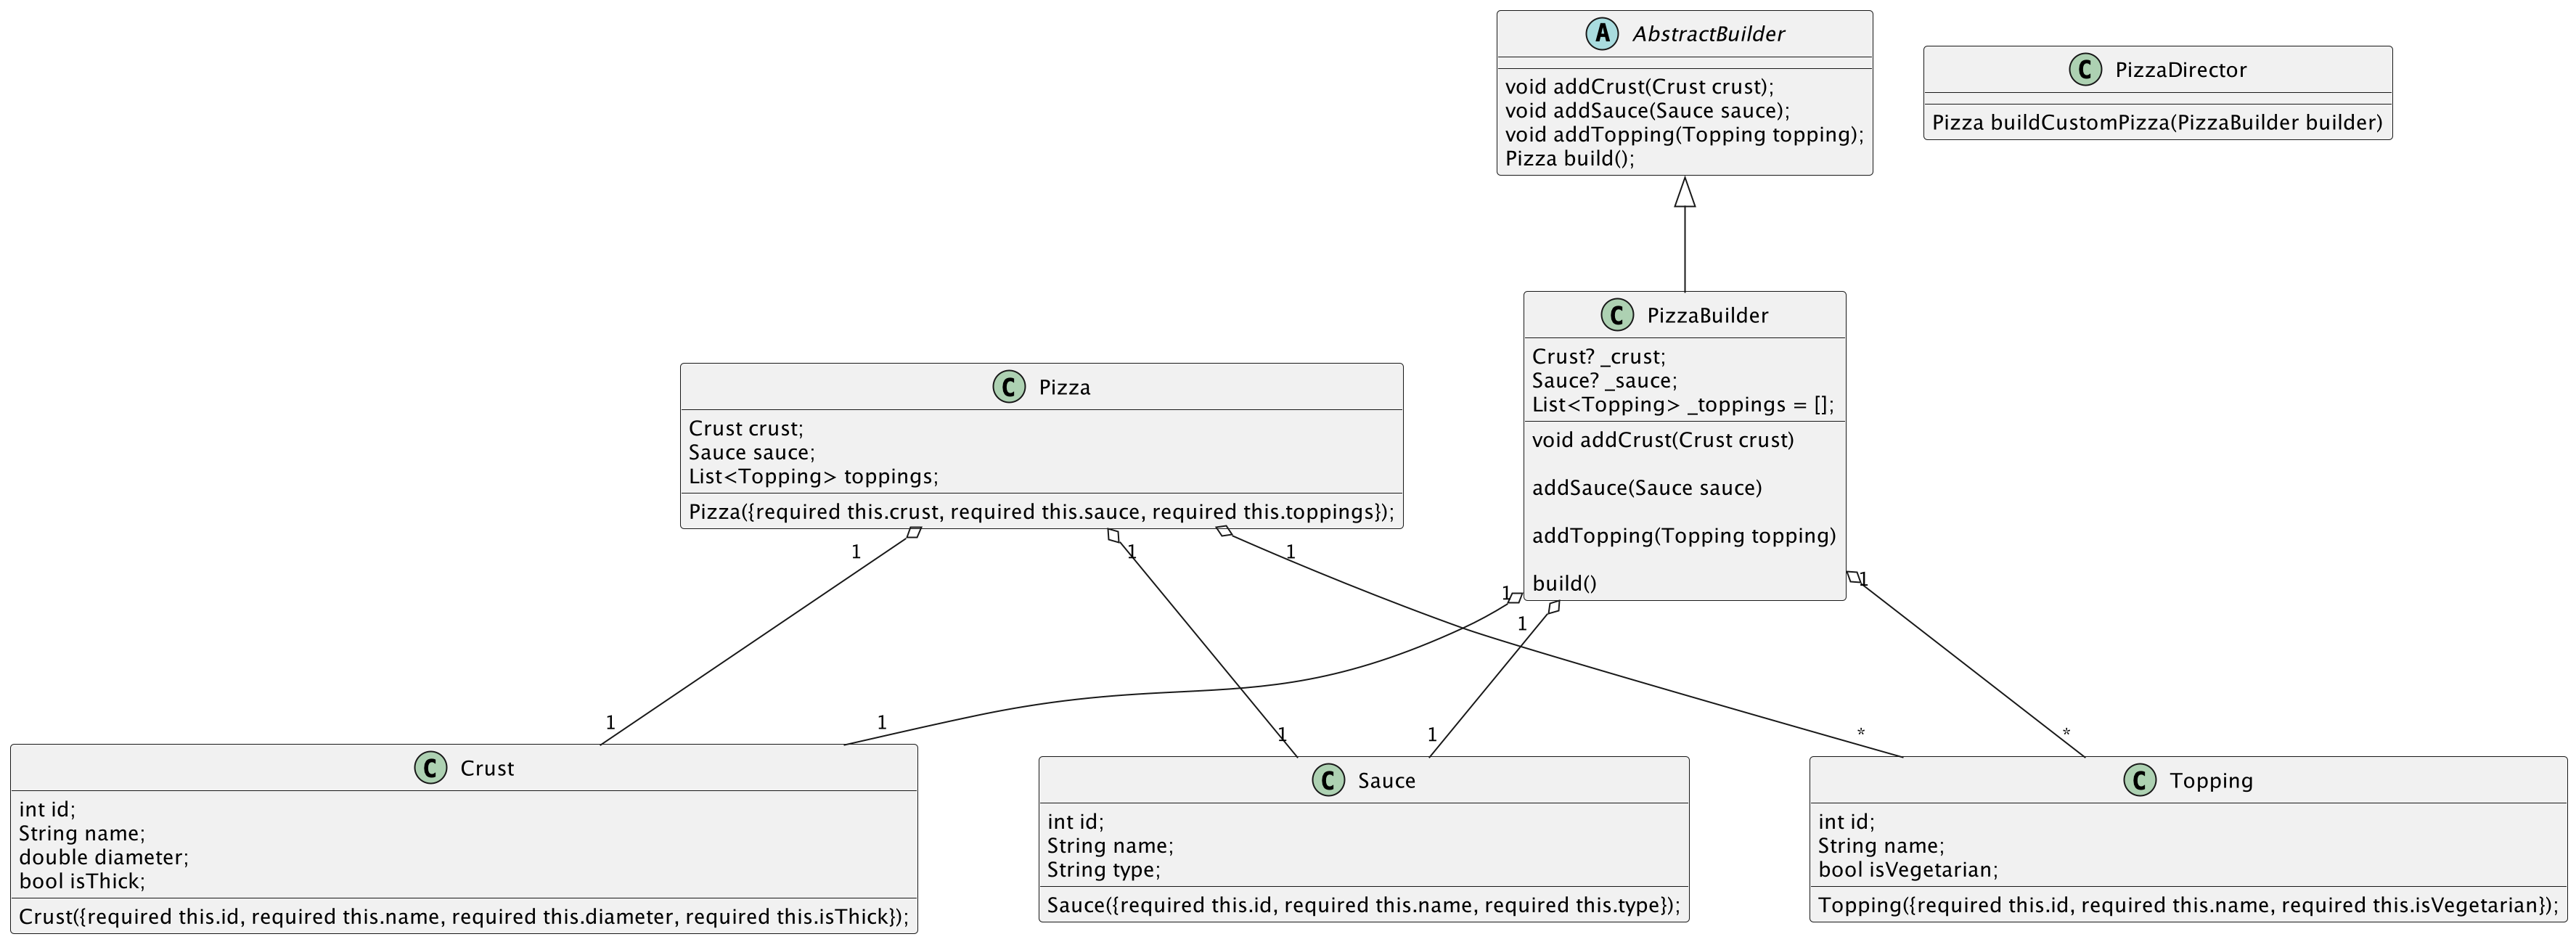 A AbstractBuilder
void addCrust(Crust crust);
void addSauce(Sauce sauce);
void addTopping(Topping topping);
Pizza build();
C PizzaDirector
Pizza buildCustomPizza(PizzaBuilder builder)
C PizzaBuilder
Crust? _crust;
Sauce? _sauce;
List<Topping> _toppings = [];
void addCrust(Crust crust)
addSauce(Sauce sauce)
addTopping(Topping topping)
build()
C Pizza
Crust crust;
Sauce sauce;
List<Topping> toppings;
Pizza({required this.crust, required this.sauce, required this.toppings});
1
1
1
1
1
1
1
1
1
1
*
*
C Crust
int id;
String name;
double diameter;
bool isThick;
Crust({required this.id, required this.name, required this.diameter, required this.isThick});
C Sauce
int id;
String name;
String type;
Sauce({required this.id, required this.name, required this.type});
C Topping
int id;
String name;
bool isVegetarian;
Topping({required this.id, required this.name, required this.isVegetarian});